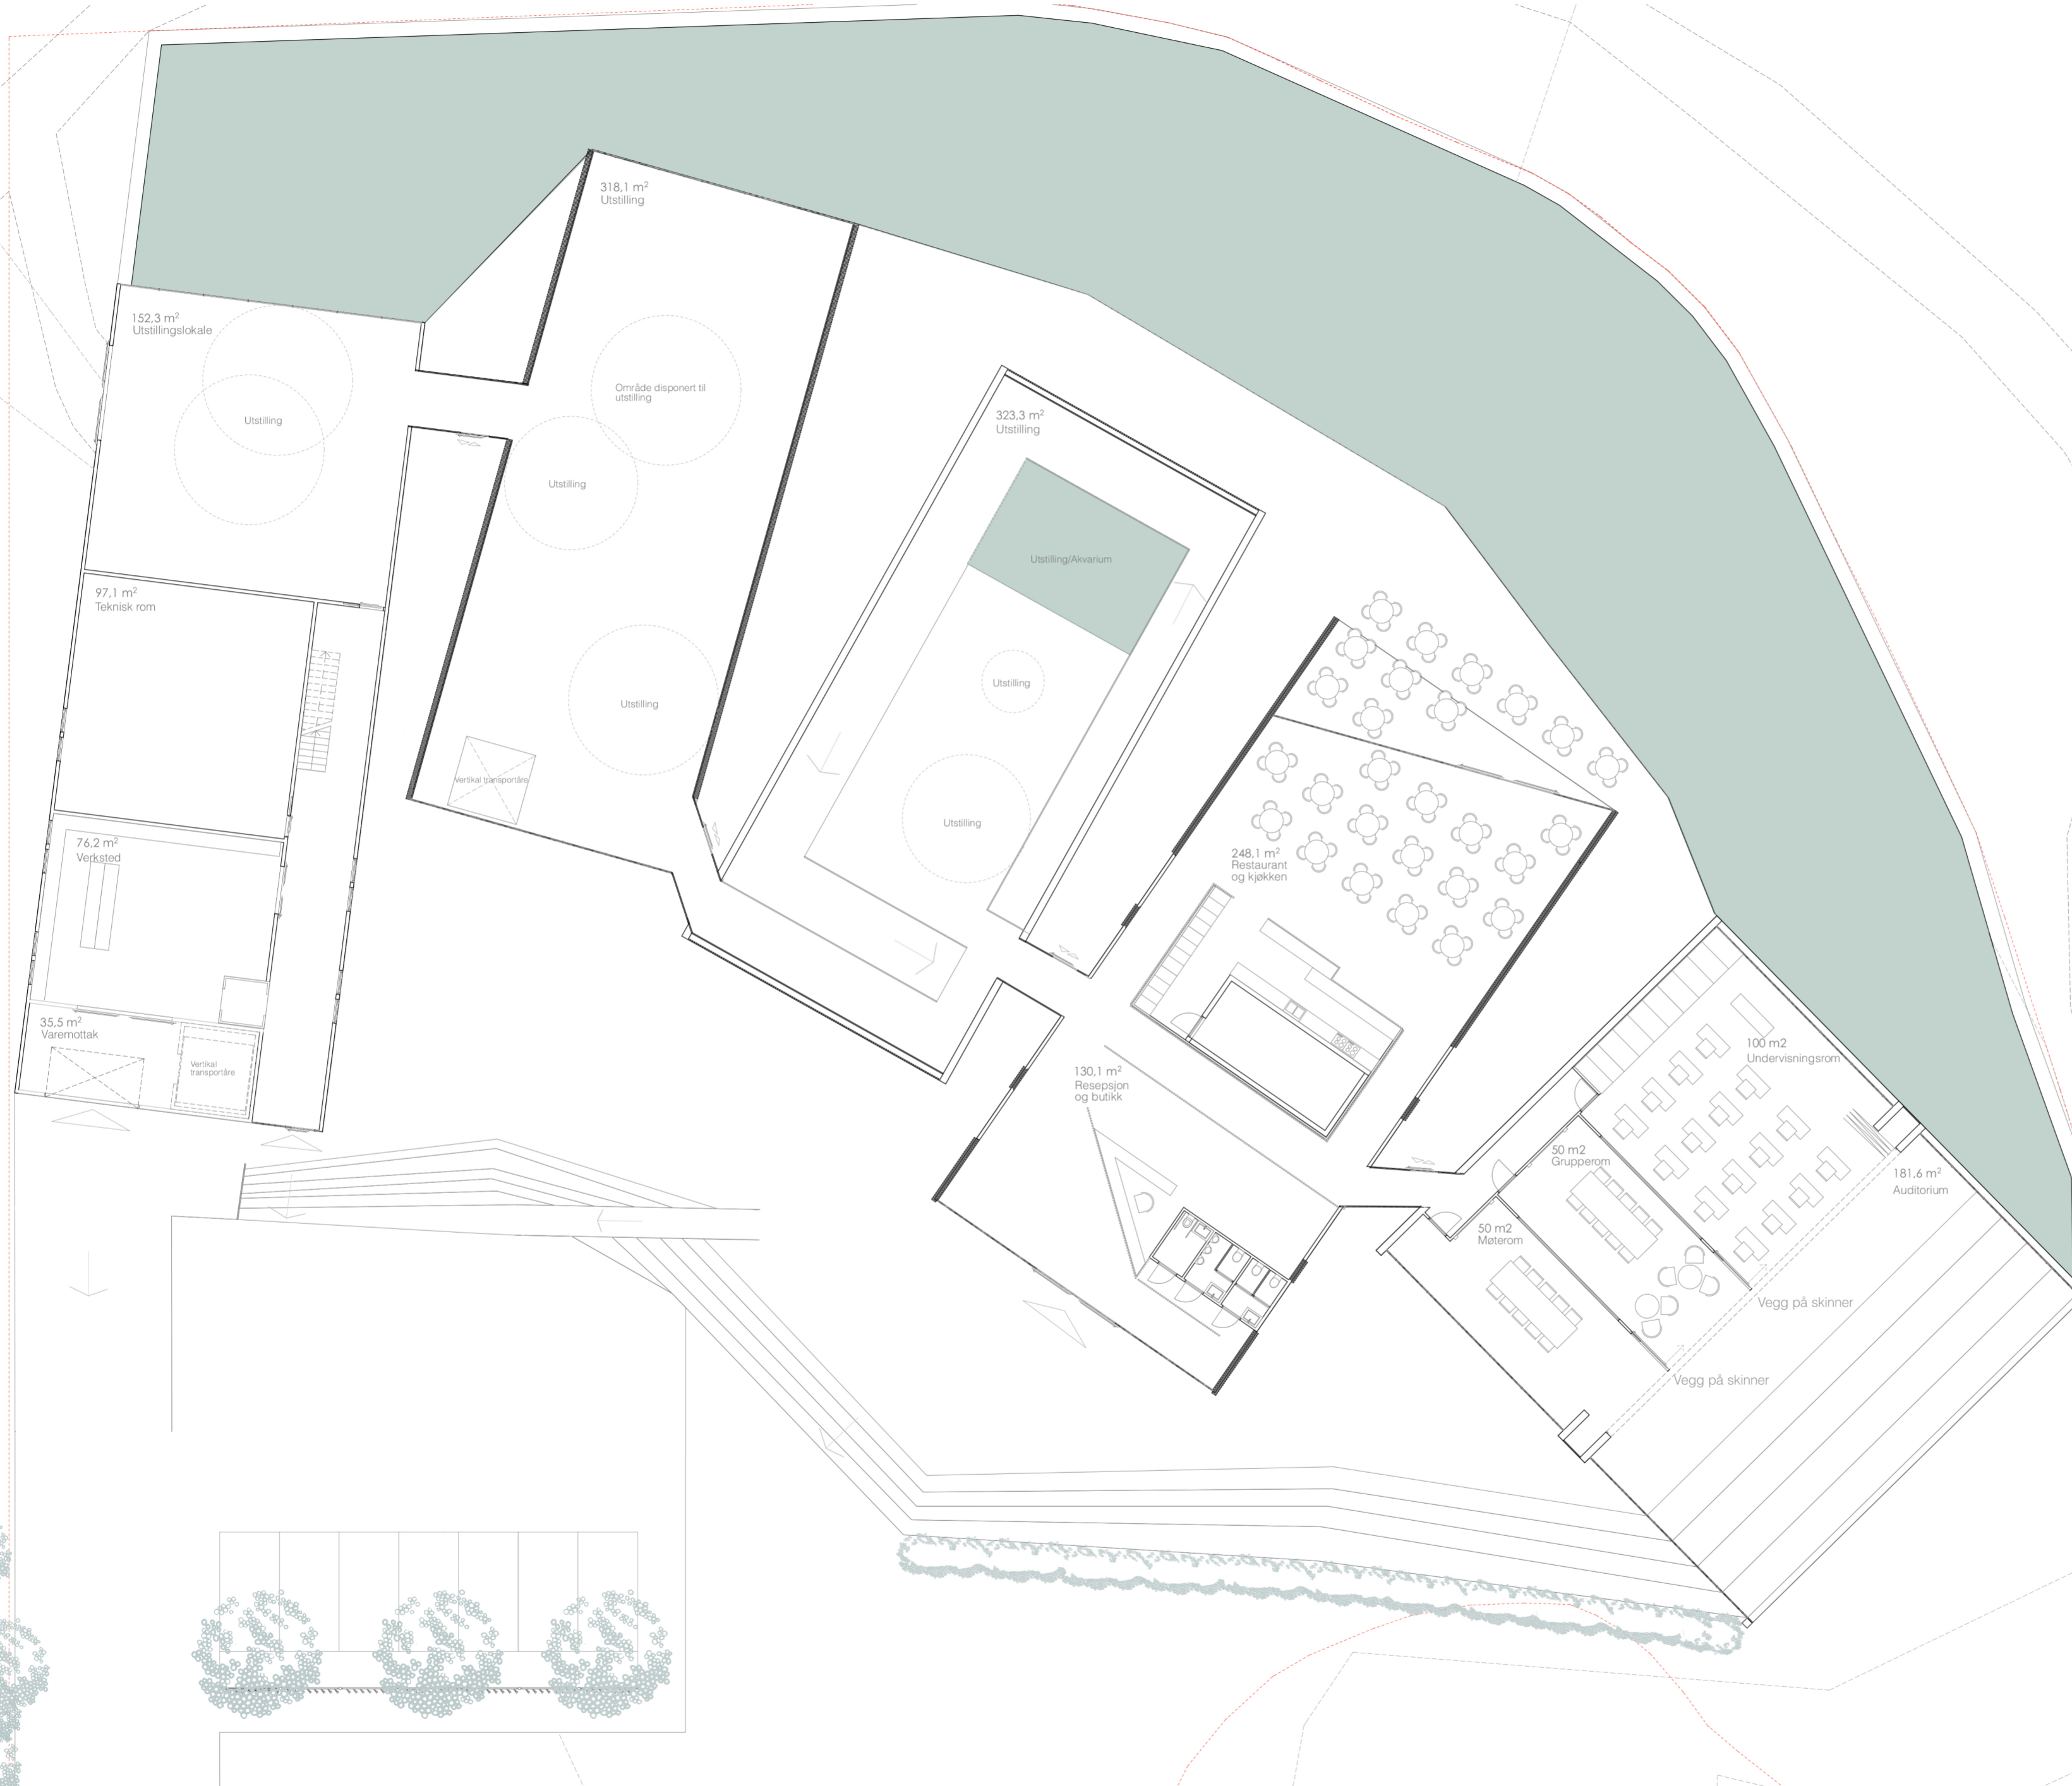 318,1 m²
Utstilling
152,3 m²
Utstillingslokale
Område disponert til
utstilling
Utstilling
Utstilling
323,3 m²
Utstilling
Utstilling/Akvarium
97,1 m²
Teknisk rom
Utstilling
Utstilling
Vertikal transportåre
Utstilling
76,2 m²
Verksted
248,1 m²
Restaurant
og kjøkken
35,5 m²
Varemottak
Vertikal
transportåre
130,1 m²
Resepsjon
og butikk
100 m2
Undervisningsrom
50 m2
Grupperom
181,6 m²
Auditorium
50 m2
Møterom
Vegg på skinner
Vegg på skinner